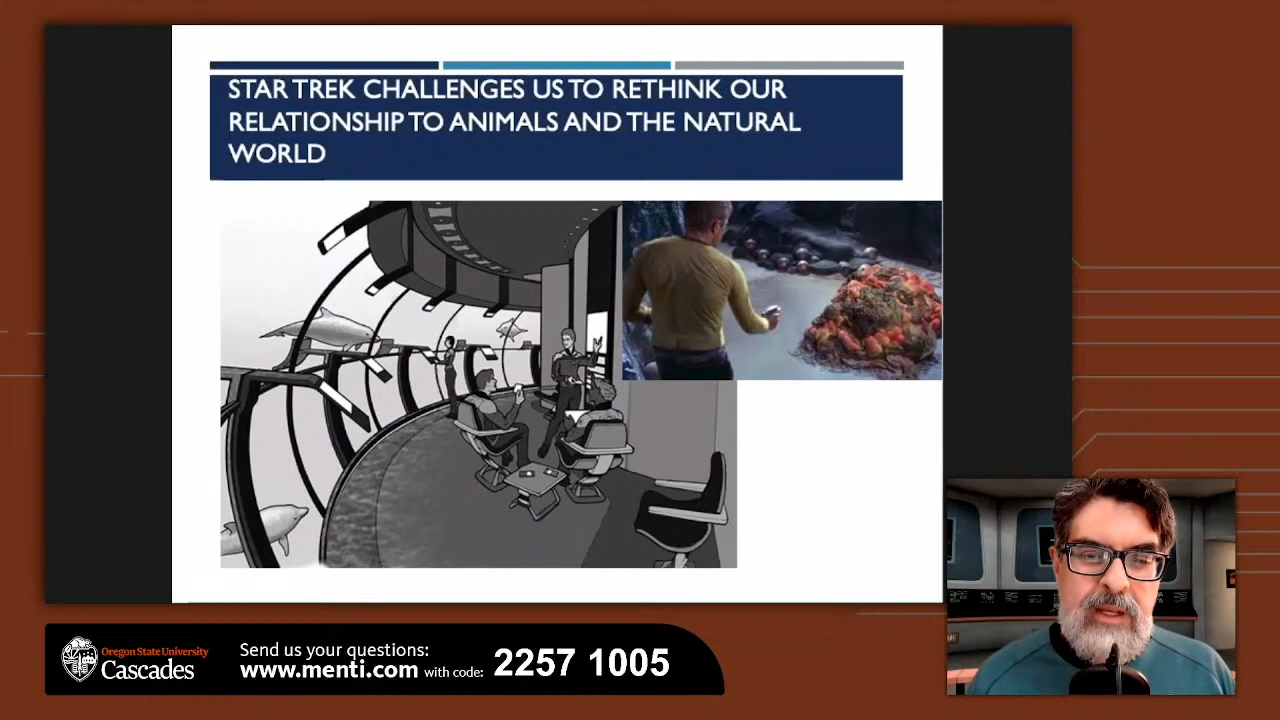 STAR TREK CHALLENGES US TO RETHINK OUR
RELATIONSHIP TO ANIMALS AND THE NATURAL
WORLD
Oregon State University
Cascades
Send us your questions:
www.menti.com with code:
2257 1005